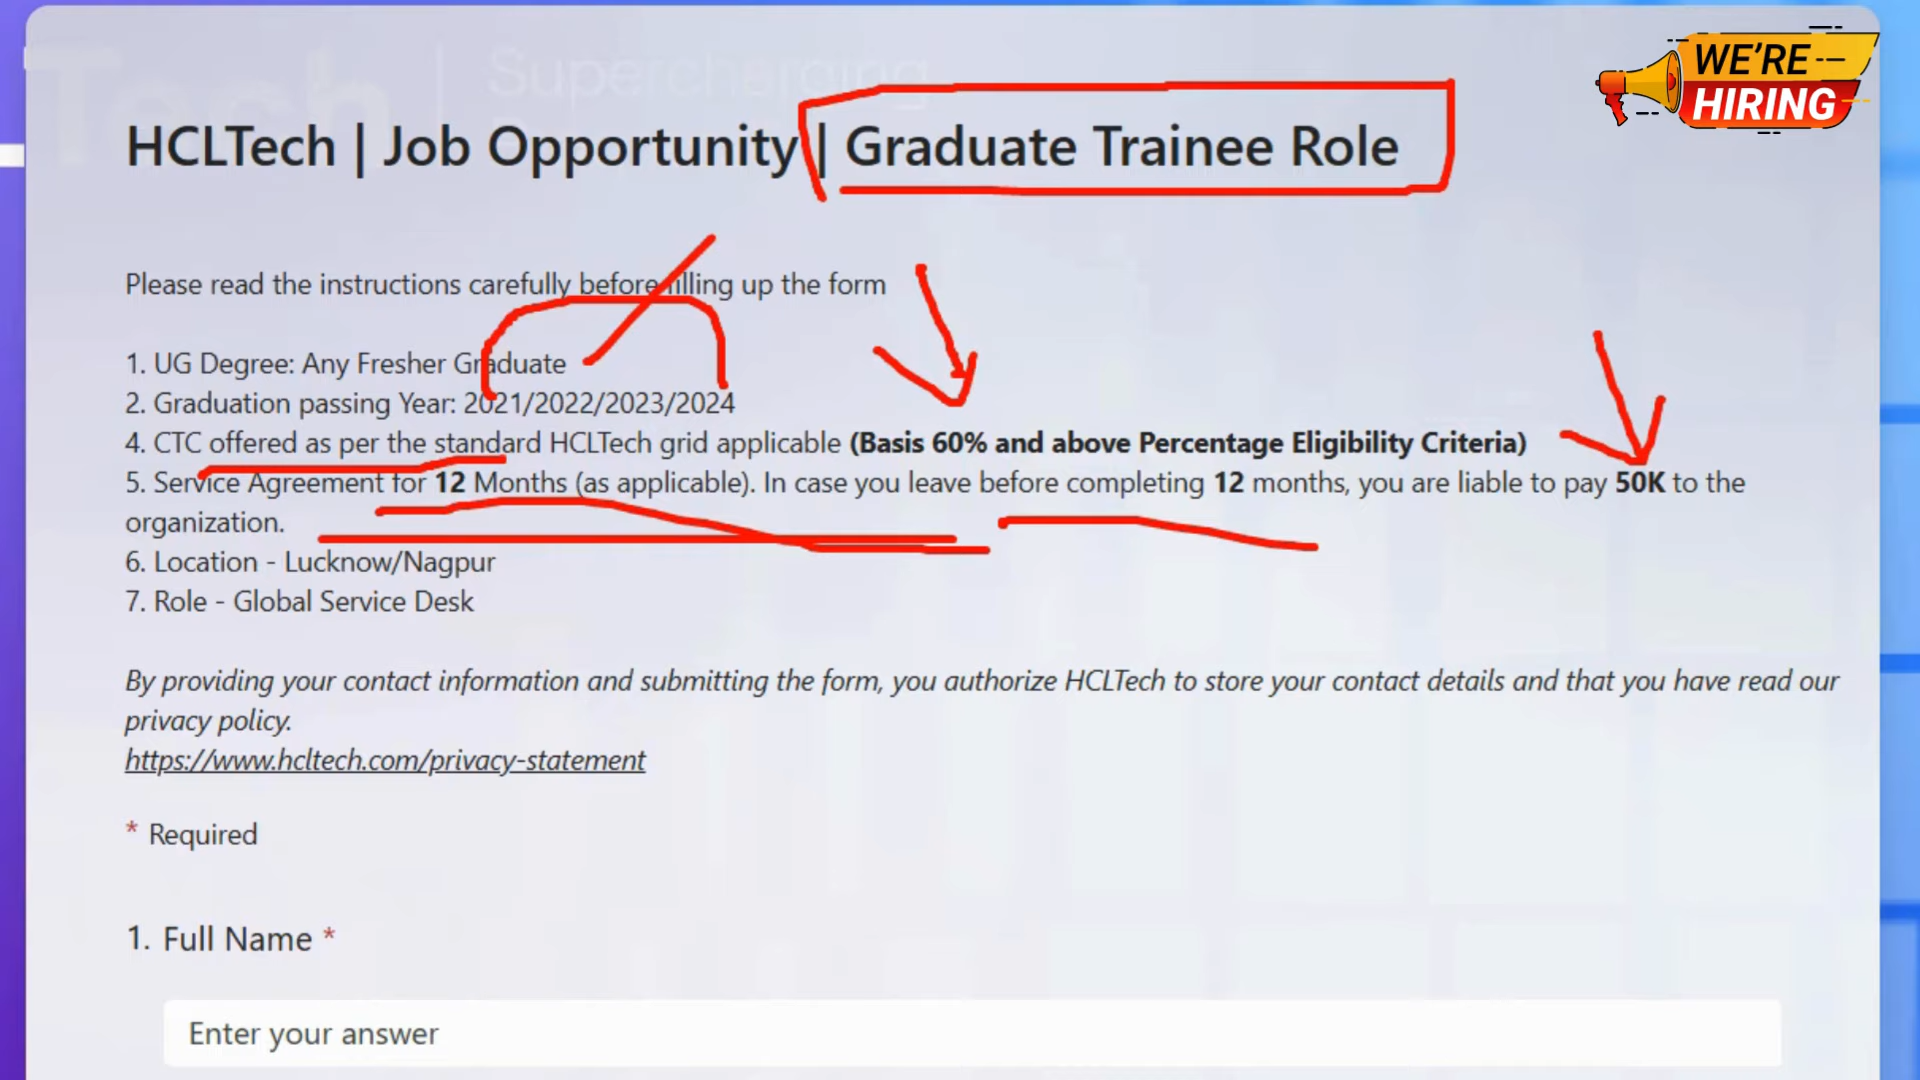 Tech | Supercharging
WE'RE
HIRING
HCLTech | Job Opportunity | Graduate Trainee Role
Please read the instructions carefully before filling up the form
1. UG Degree: Any Fresher Graduate
2. Graduation passing Year: 2021/2022/2023/2024
4. CTC offered as per the standard HCLTech grid applicable (Basis 60% and above Percentage Eligibility Criteria)
5. Service Agreement for 12 Months (as applicable). In case you leave before completing 12 months, you are liable to pay 50K to the
organization.
6. Location - Lucknow/Nagpur
7. Role - Global Service Desk
By providing your contact information and submitting the form, you authorize HCLTech to store your contact details and that you have read our
privacy policy.
https://www.hcltech.com/privacy-statement
* Required
1. Full Name *
Enter your answer